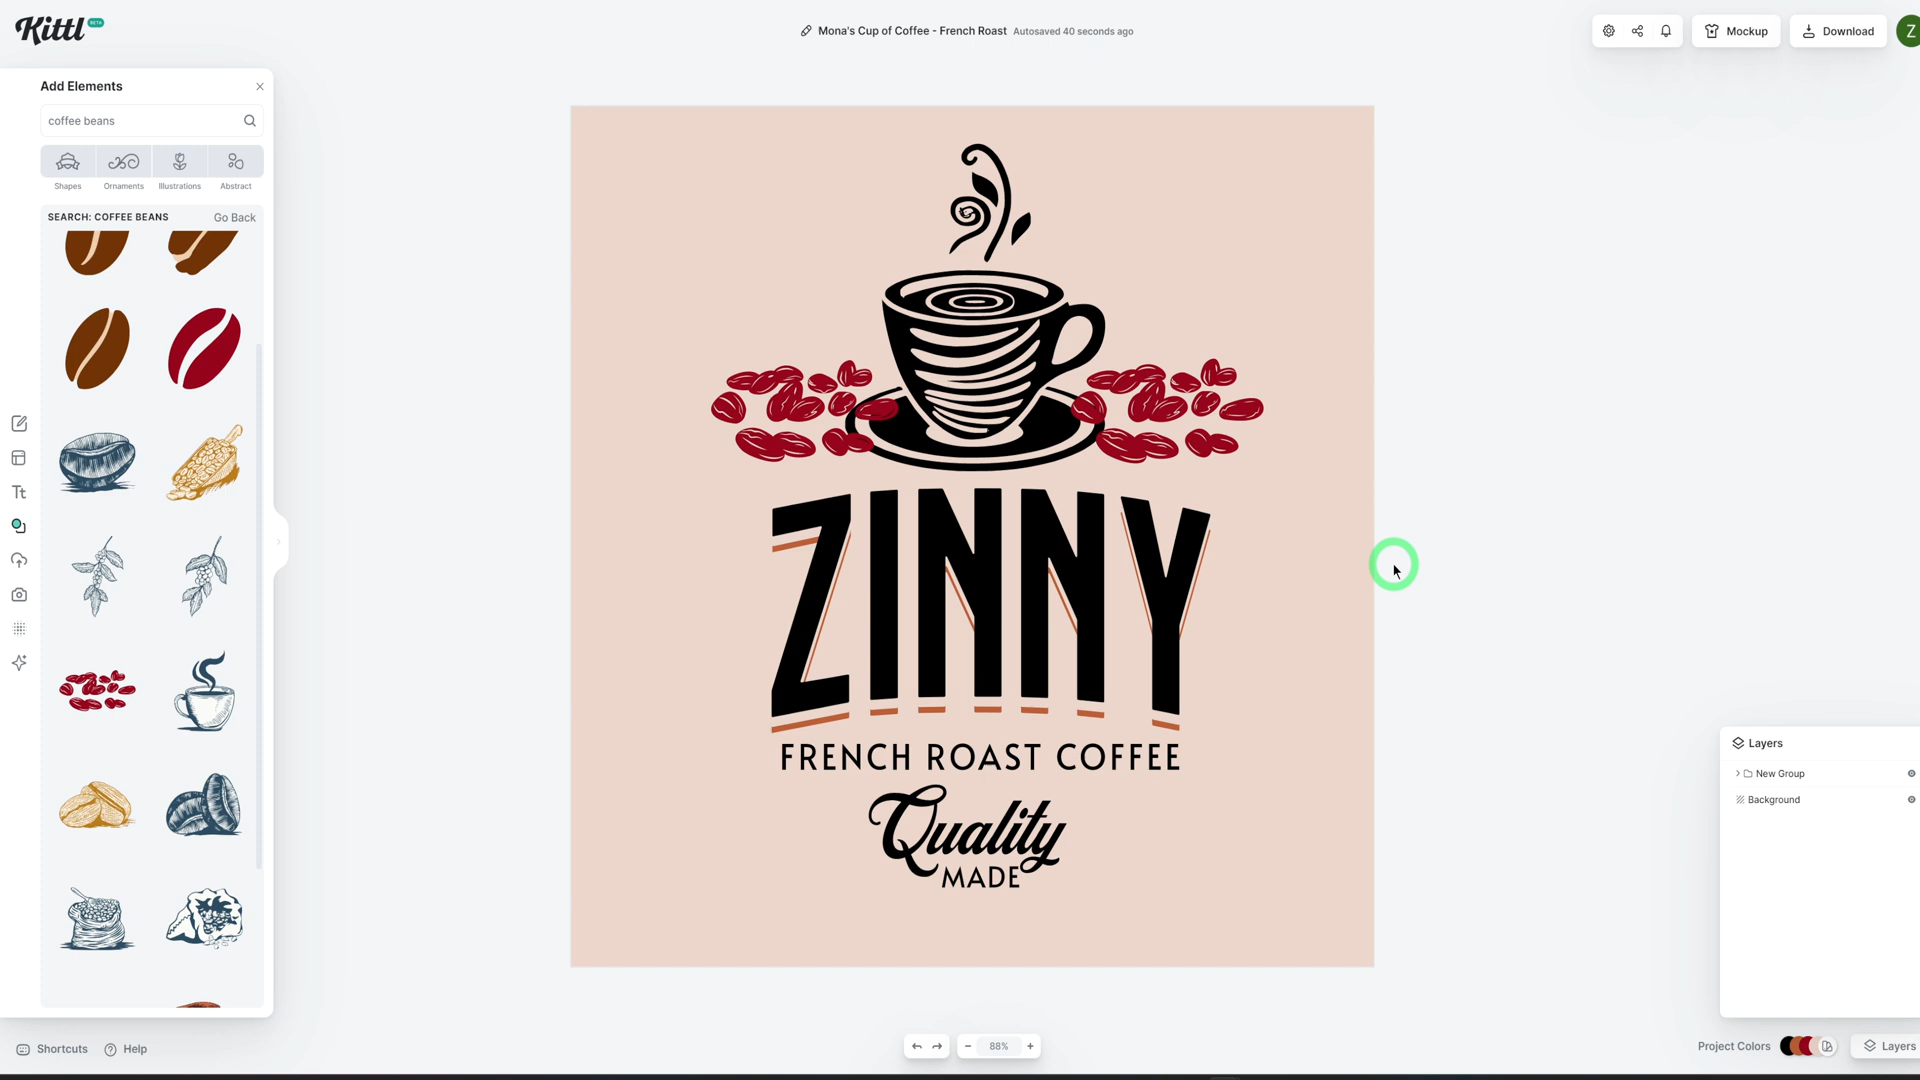 Kittl BETA
Mona's Cup of Coffee - French Roast Autosaved 40 seconds ago
Mockup
Download
Z
Add Elements
coffee beans
Shapes Ornaments Illustrations Abstract
SEARCH: COFFEE BEANS Go Back
Tt
ZINNY
FRENCH ROAST COFFEE
Quality
MADE
Layers
New Group
Background
Shortcuts Help
88%
Project Colors
Layers